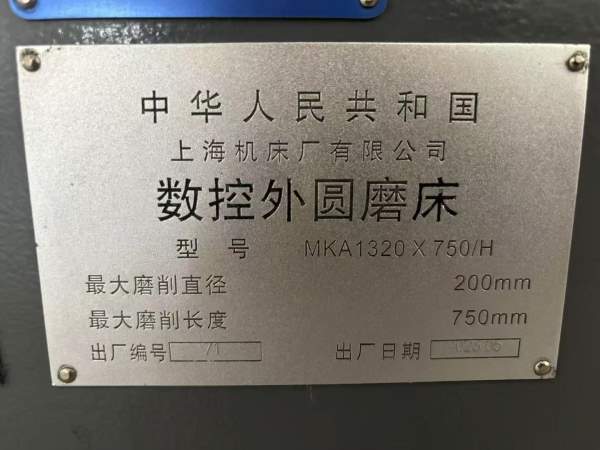 中华人民共和国
上海机床厂有限公司
数控外圆磨床
型号 MKA1320X750/H
最大磨削直径 200mm
最大磨削长度 750mm
出厂编号 71 出厂日期